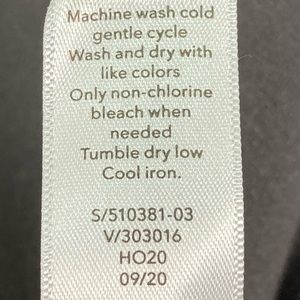 Machine wash cold
gentle cycle
Wash and dry with
like colors
Only non-chlorine
bleach when
needed
Tumble dry low
Cool iron.
S/510381-03
V/303016
HO20
09/20